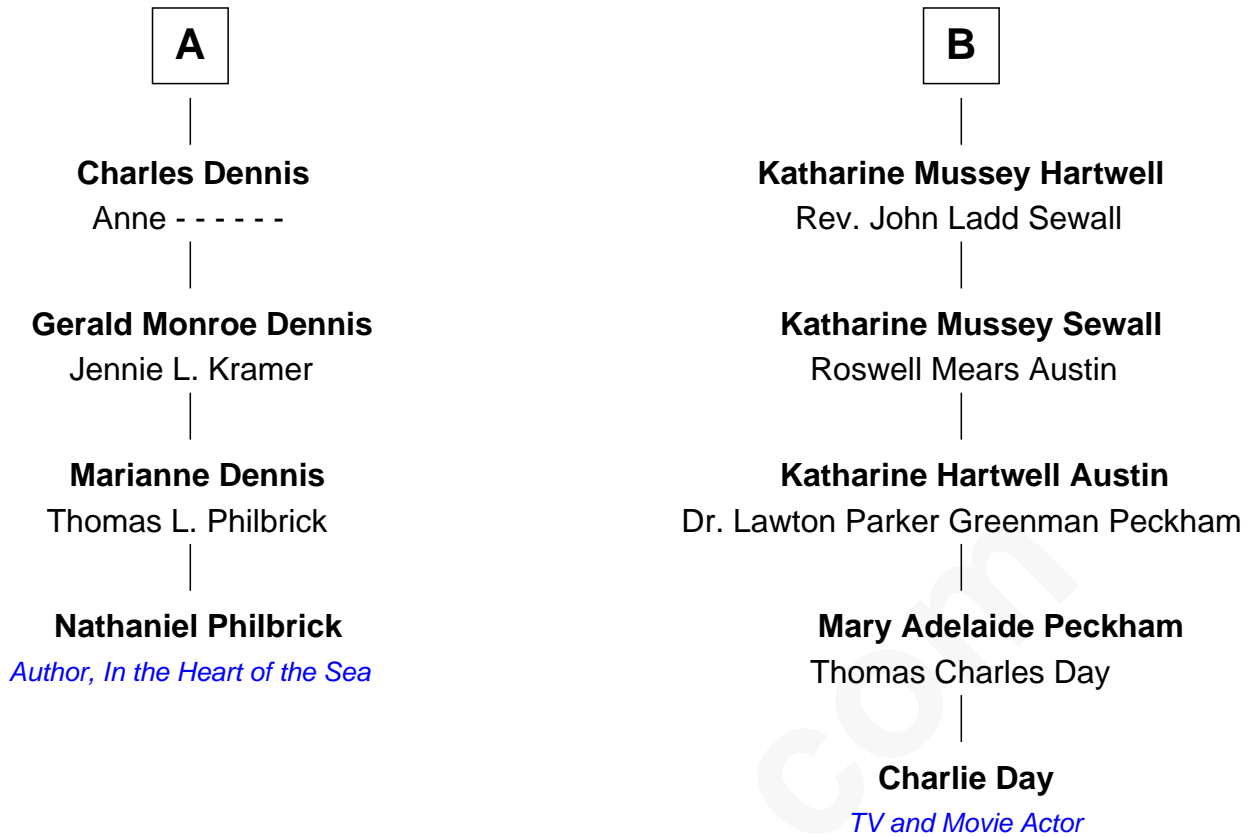 A
Charles Dennis
Anne - - - - - -
Gerald Monroe Dennis
Jennie L. Kramer
Marianne Dennis
Thomas L. Philbrick
Nathaniel Philbrick
Author, In the Heart of the Sea
B
Katharine Mussey Hartwell
Rev. John Ladd Sewall
Katharine Mussey Sewall
Roswell Mears Austin
Katharine Hartwell Austin
Dr. Lawton Parker Greenman Peckham
Mary Adelaide Peckham
Thomas Charles Day
Charlie Day
TV and Movie Actor
com